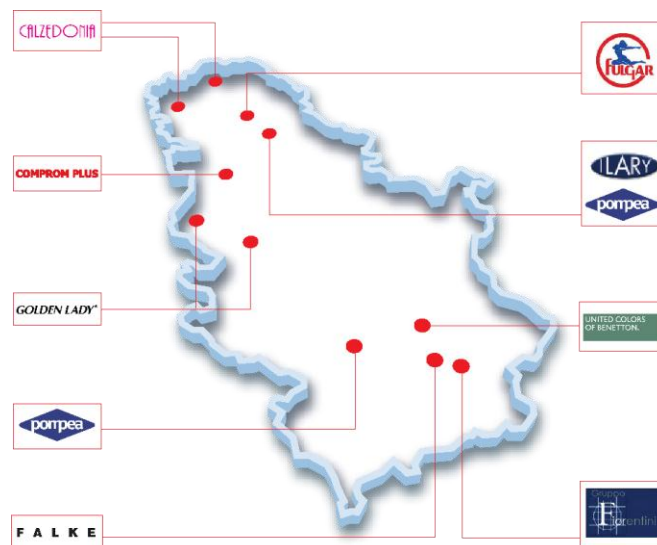 CALZEDONIA
FULGAR
COMPROM PLUS
ILARY
pompea
GOLDEN LADY®
UNITED COLORS
OF BENETTON.
pompea
FALKE
Gruppo
Fiorentini